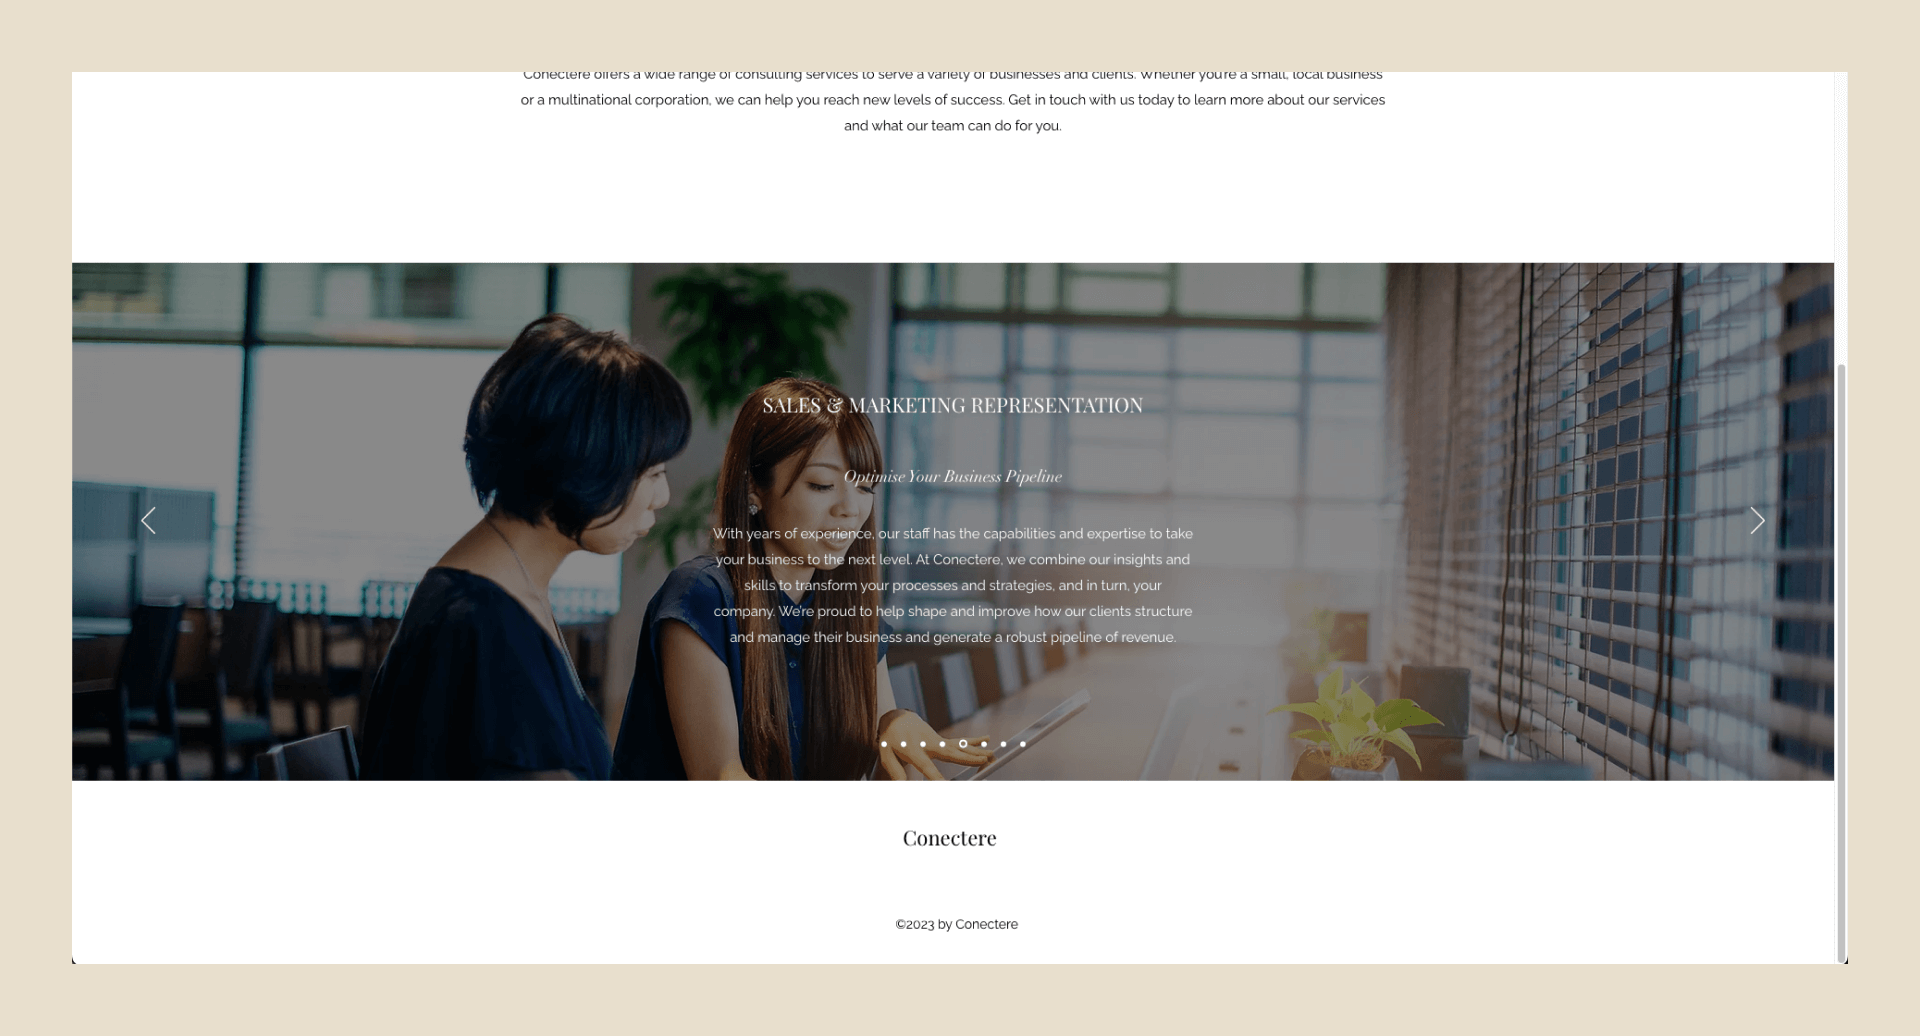 Conectere offers a wide range of consulting services to serve a variety of businesses and clients. Whether you're a small, local business
or a multinational corporation, we can help you reach new levels of success. Get in touch with us today to learn more about our services
and what our team can do for you.
SALES & MARKETING REPRESENTATION
Optimise Your Business Pipeline
With years of experience, our staff has the capabilities and expertise to take
your business to the next level. At Conectere, we combine our insights and
skills to transform your processes and strategies, and in turn, your
company. We're proud to help shape and improve how our clients structure
and manage their business and generate a robust pipeline of revenue.
Conectere
©2023 by Conectere